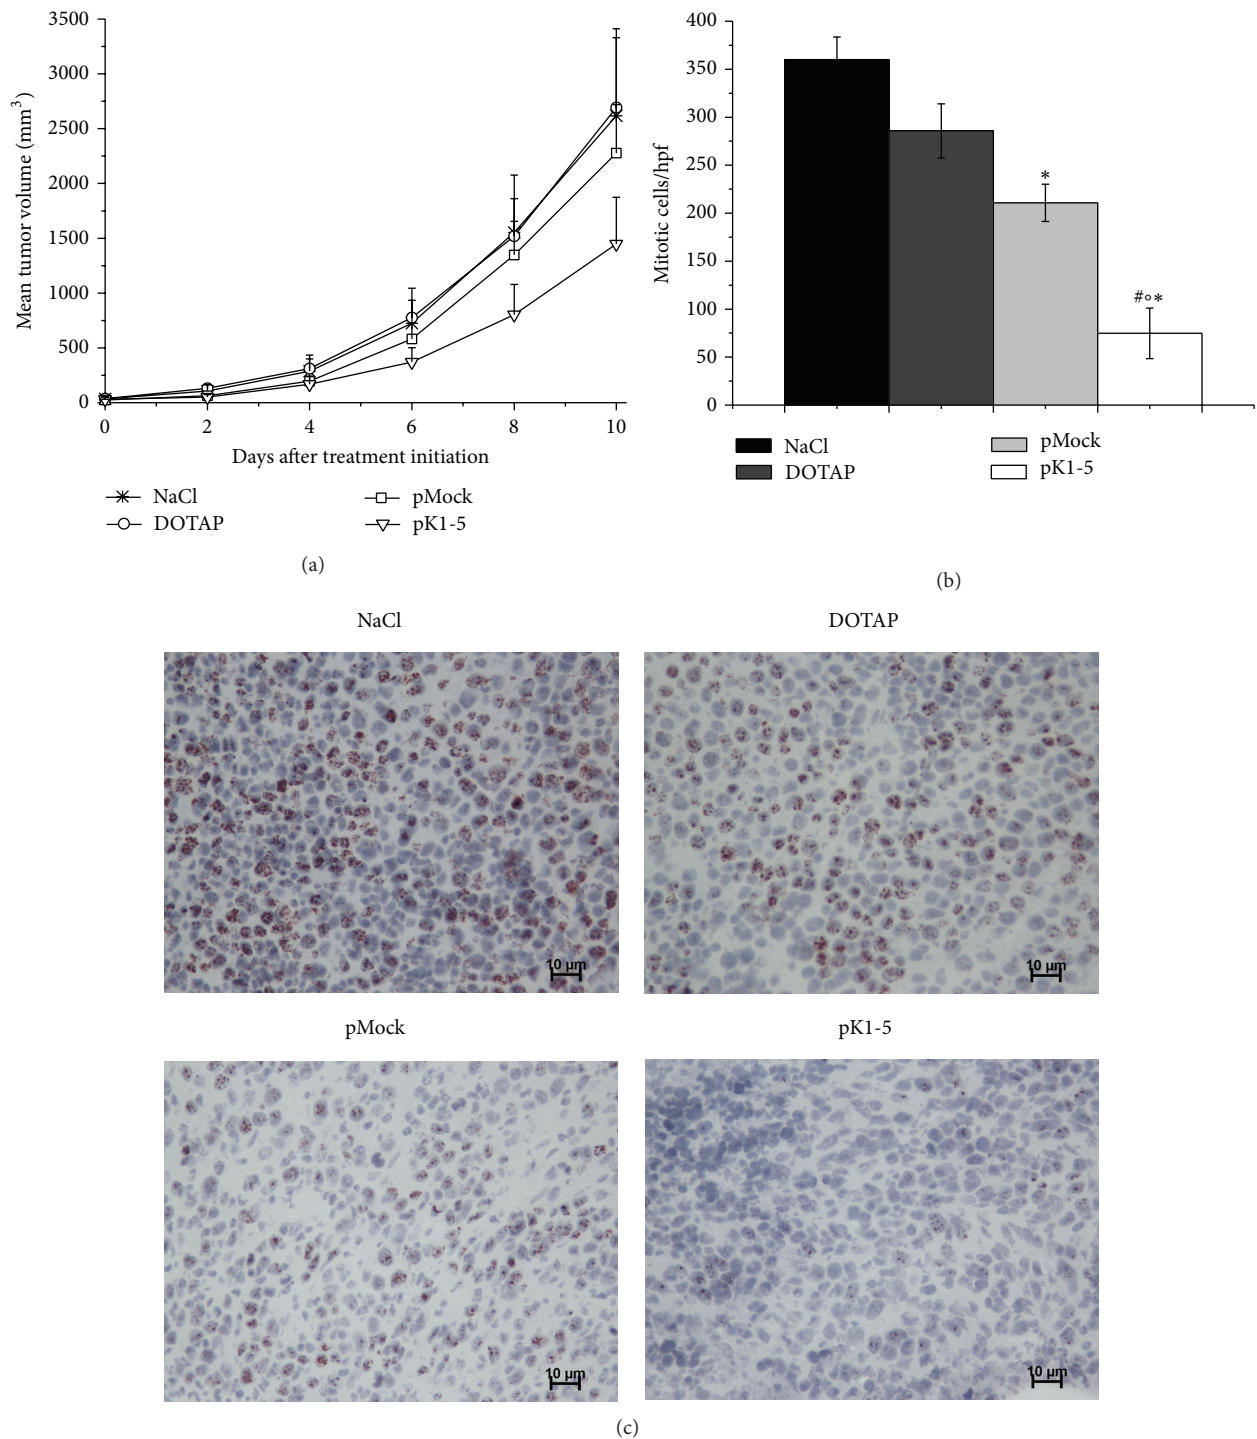 3500
3000
2500
2000
1500
1000
500
0
Mean tumor volume (mm³)
0 2 4 6 8 10
Days after treatment initiation
NaCl pMock
DOTAP pK1-5
(a)
400
350
300
250
200
150
100
50
0
Mitotic cells/hpf
*
#∘*
NaCl pMock
DOTAP pK1-5
(b)
NaCl DOTAP
10 µm 10 µm
pMock pK1-5
10 µm 10 µm
(c)